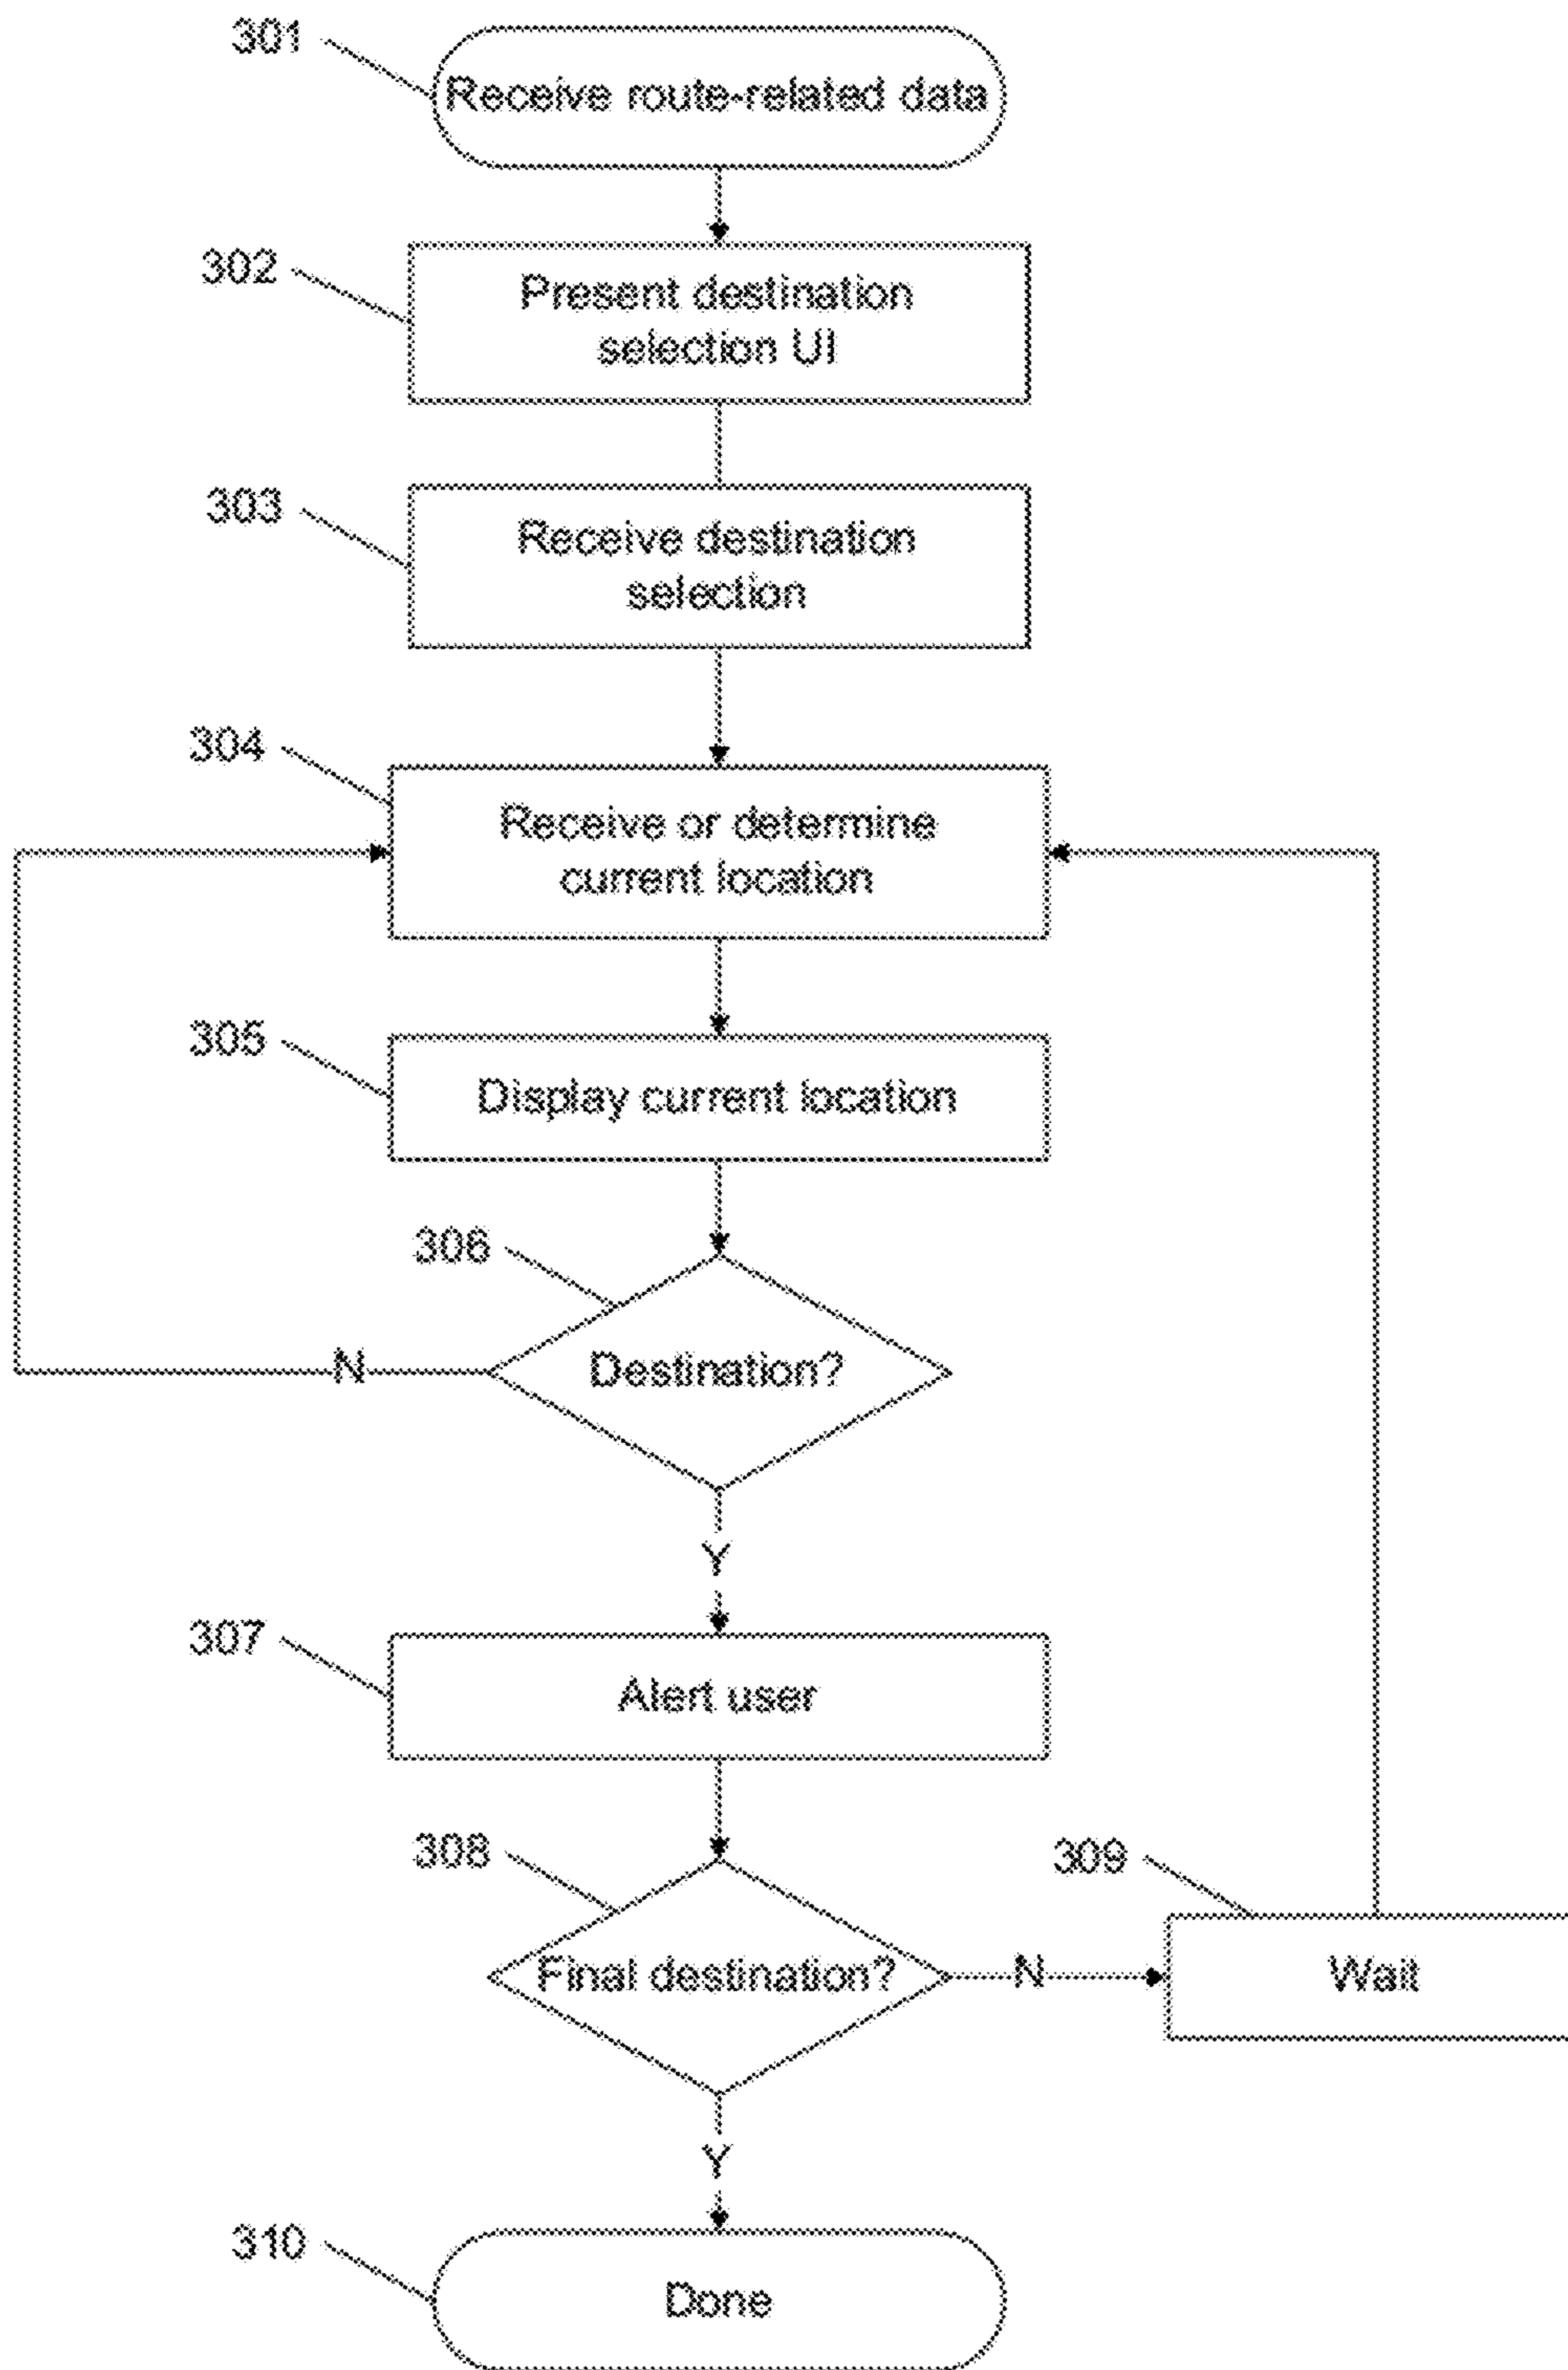 301
Receive route-related data
302
Present destination
selection UI
303
Receive destination
selection
304
Receive or determine
current location
305
Display current location
306
Destination?
N
Y
307
Alert user
308
Final destination?
N
309
Wait
Y
310
Done